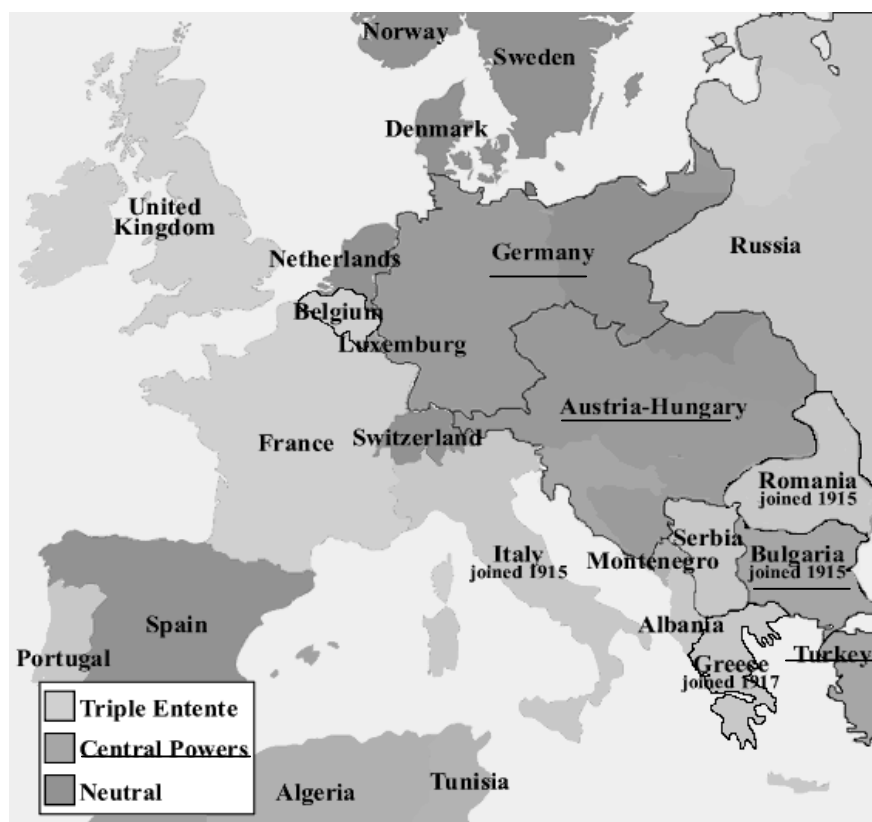 Norway
Sweden
Denmark
United
Kingdom
Netherlands
Germany
Russia
Belgium
Luxemburg
Austria-Hungary
France
Switzerland
Romania
joined 1915
Serbia
Italy
joined 1915
Montenegro
Bulgaria
joined 1915
Spain
Albania
Portugal
Greece
joined 1917
Turkey
Triple Entente
Central Powers
Neutral
Algeria
Tunisia